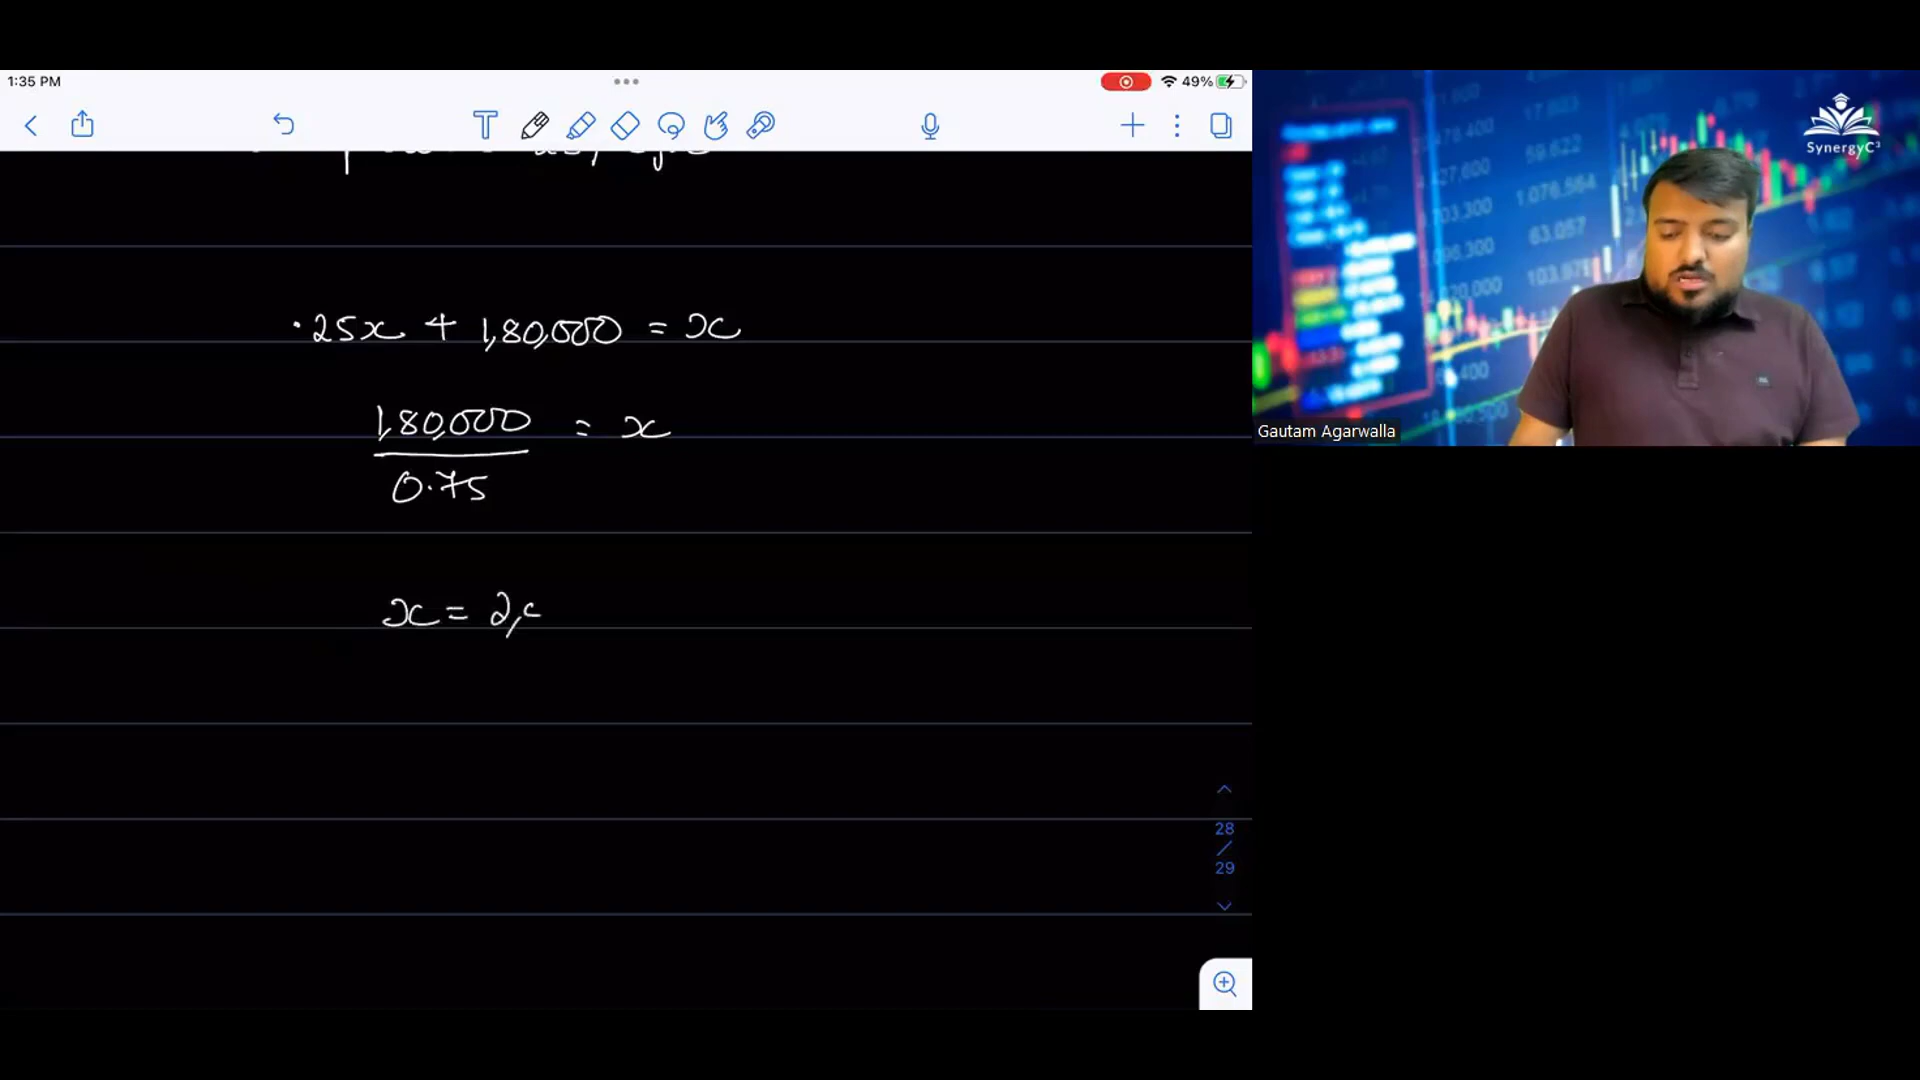 1:35 PM
49%
T
.25x + 1,80,000 = x
1,80,000 = x
0.75
x = 2,
28
/
29
SynergyC³
Gautam Agarwalla